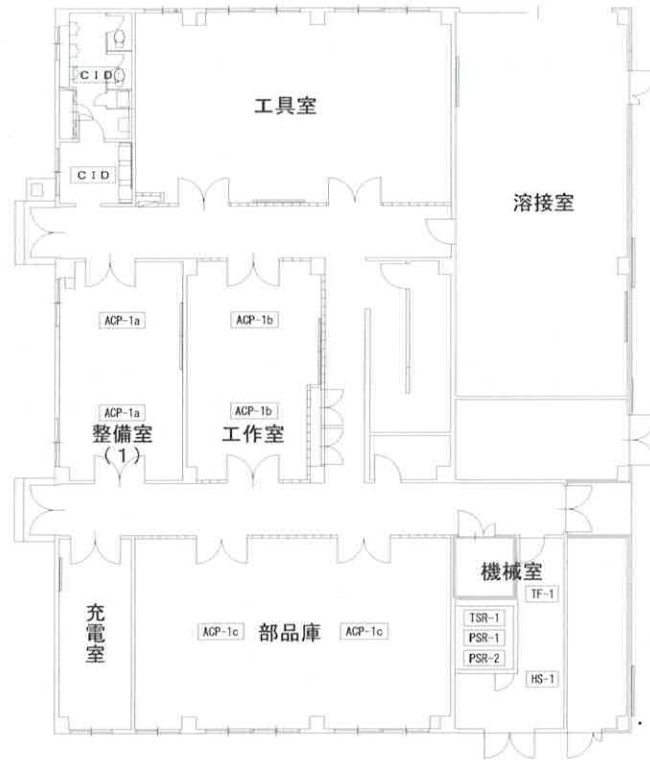 CID
工具室
CID
溶接室
ACP-1a
ACP-1b
ACP-1a
ACP-1b
整備室
(1)
工作室
機械室
TF-1
充電室
ACP-1c
部品庫
ACP-1c
TSR-1
PSR-1
PSR-2
HS-1